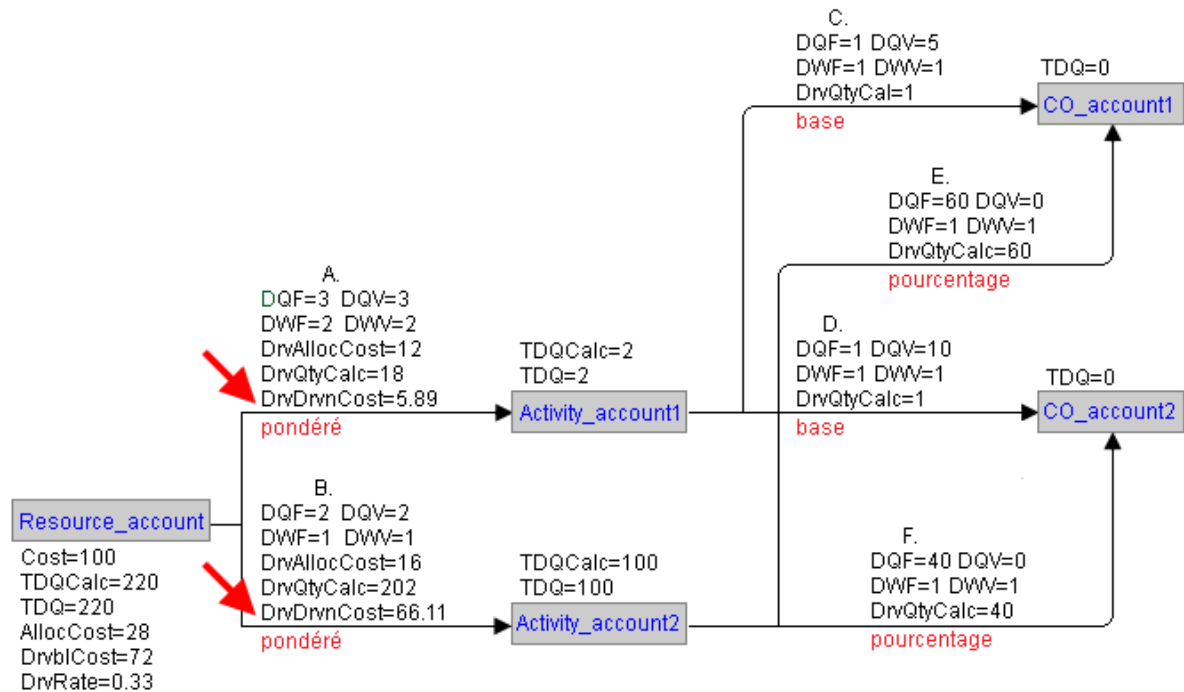 C.
DQF=1 DQV=5
DWF=1 DWV=1
DrvQtyCal=1
base
TDQ=0
CO_account1
E.
DQF=60 DQV=0
DWF=1 DWV=1
DrvQtyCalc=60
pourcentage
A.
DQF=3 DQV=3
DWF=2 DWV=2
DrvAllocCost=12
DrvQtyCalc=18
DrvDrvnCost=5.89
pondéré
TDQCalc=2
TDQ=2
Activity_account1
D.
DQF=1 DQV=10
DWF=1 DWV=1
DrvQtyCalc=1
base
TDQ=0
CO_account2
Resource_account
Cost=100
TDQCalc=220
TDQ=220
AllocCost=28
DrvblCost=72
DrvRate=0.33
B.
DQF=2 DQV=2
DWF=1 DWV=1
DrvAllocCost=16
DrvQtyCalc=202
DrvDrvnCost=66.11
pondéré
TDQCalc=100
TDQ=100
Activity_account2
F.
DQF=40 DQV=0
DWF=1 DWV=1
DrvQtyCalc=40
pourcentage